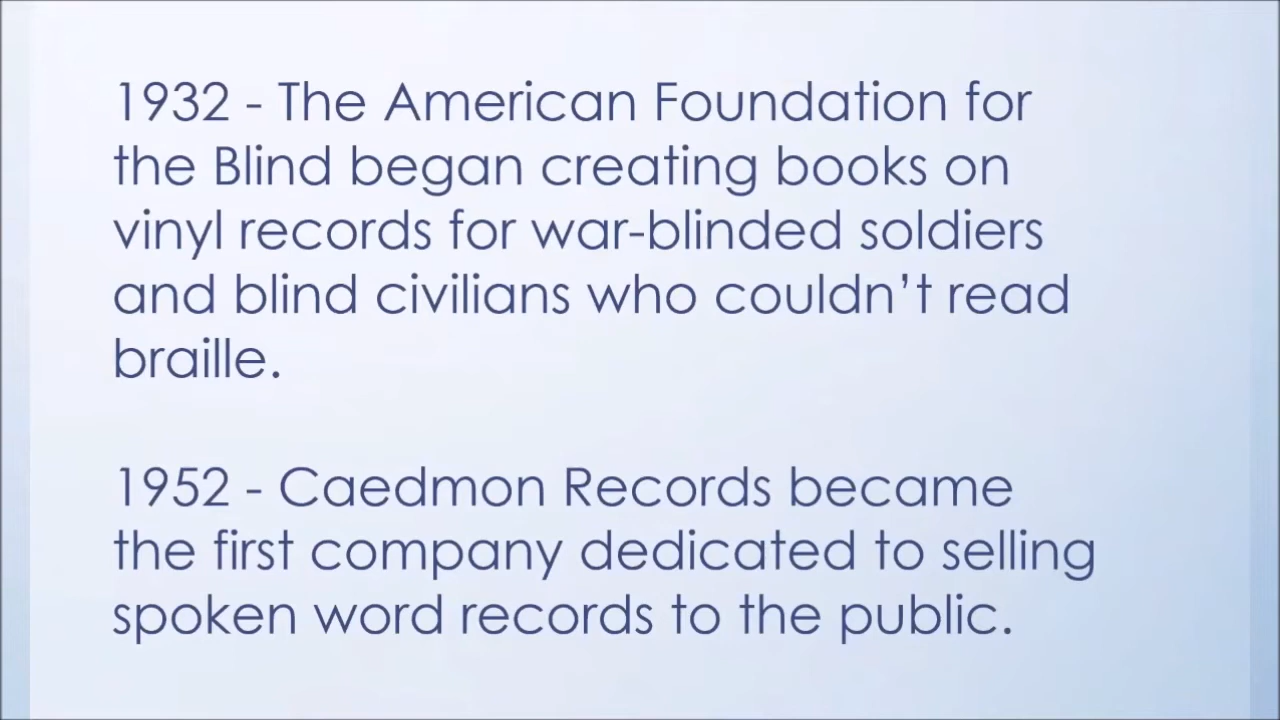 1932 - The American Foundation for
the Blind began creating books on
vinyl records for war-blinded soldiers
and blind civilians who couldn’t read
braille.
1952 - Caedmon Records became
the first company dedicated to selling
spoken word records to the public.